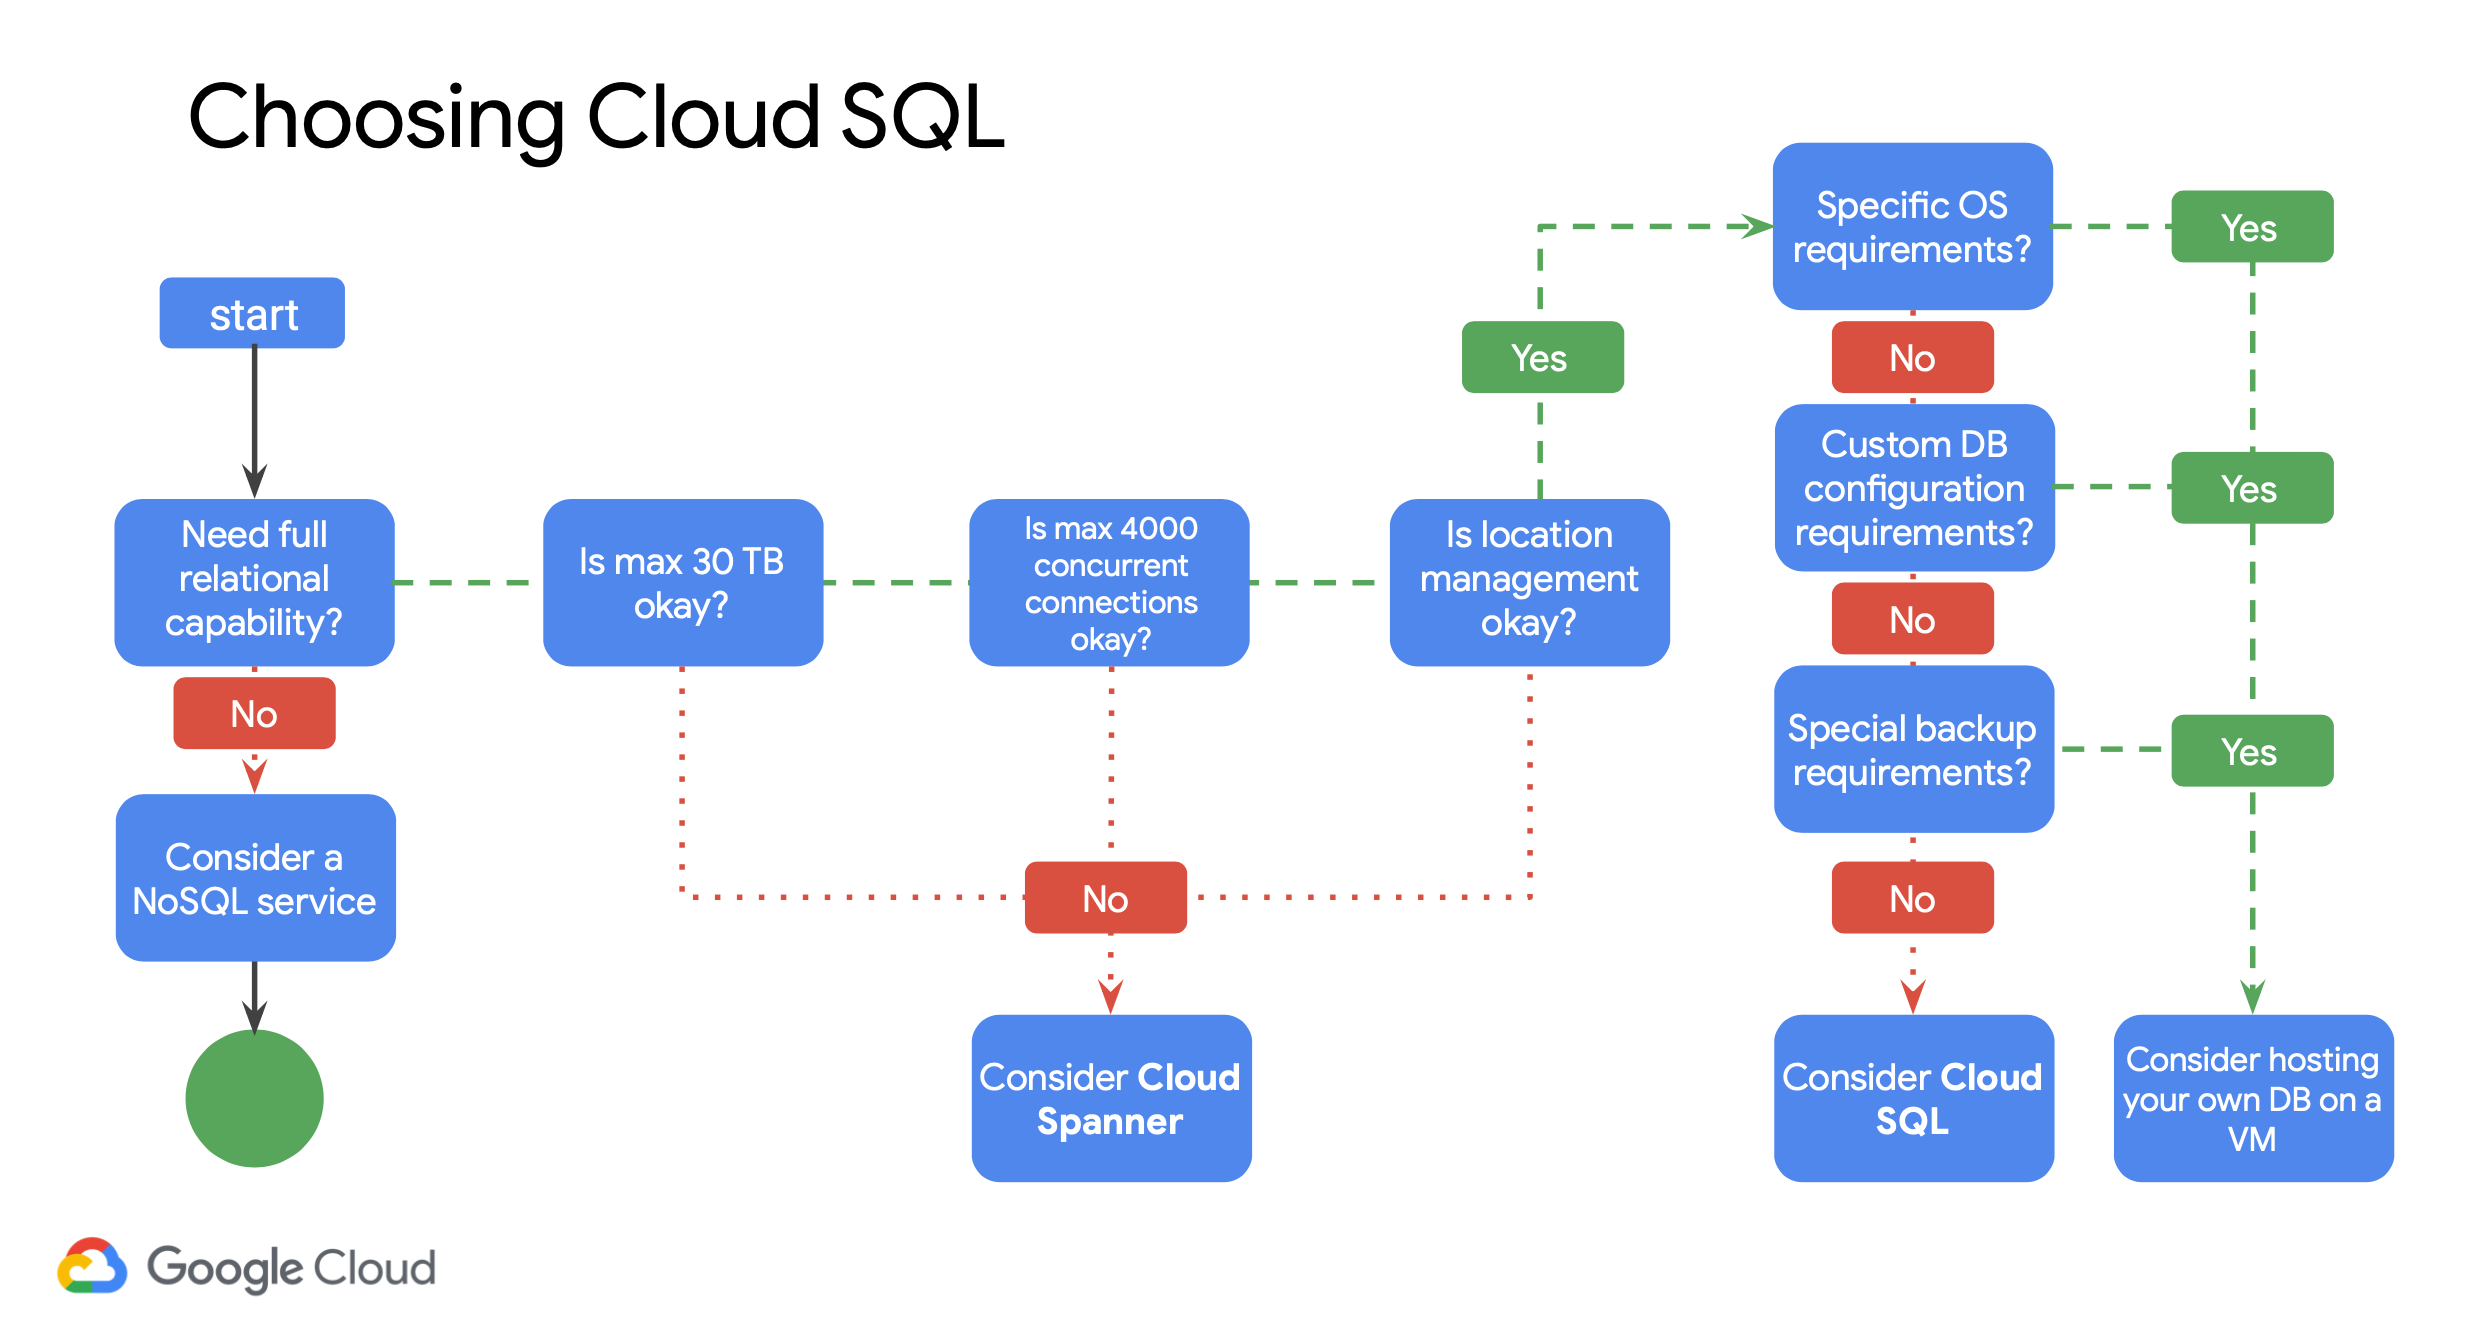 Choosing Cloud SQL
start
Need full
relational
capability?
No
Consider a
NoSQL service
Is max 30 TB
okay?
Is max 4000
concurrent
connections
okay?
Is location
management
okay?
No
Consider Cloud
Spanner
Yes
Specific OS
requirements?
Yes
No
Custom DB
configuration
requirements?
Yes
No
Special backup
requirements?
Yes
No
Consider Cloud
SQL
Consider hosting
your own DB on a
VM
Google Cloud